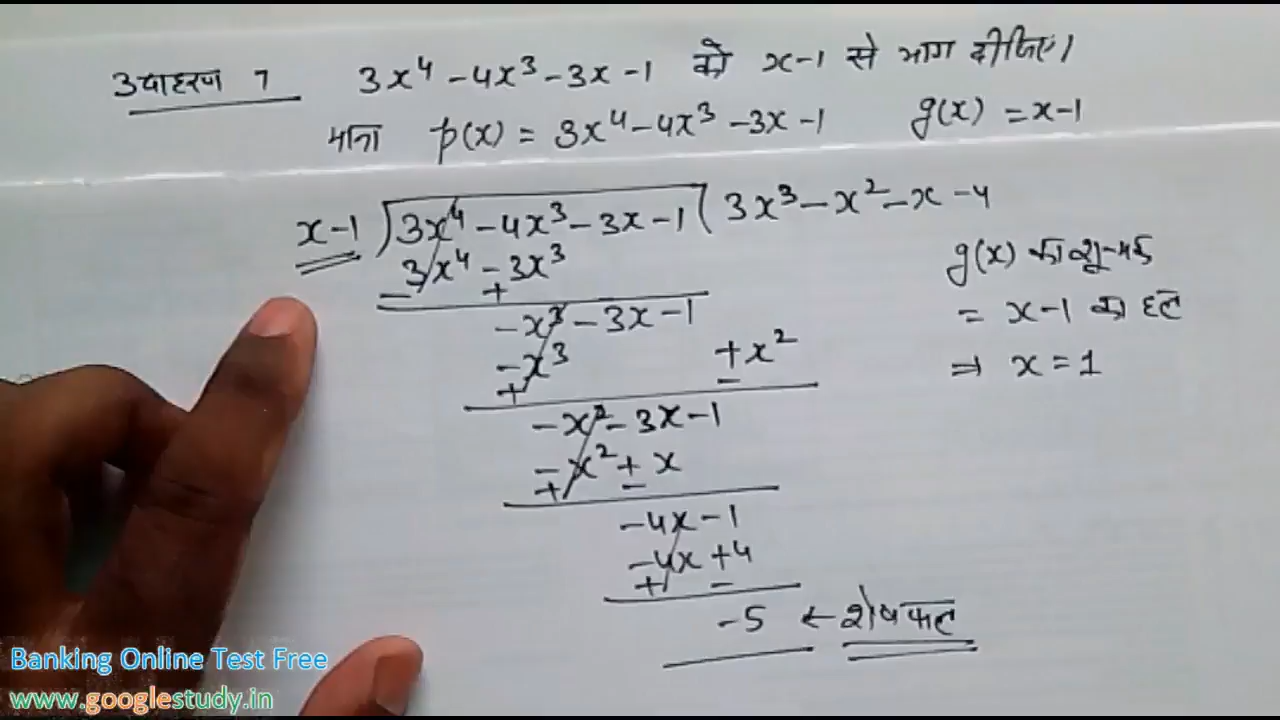 उदाहरण 7 3x⁴ - 4x³ - 3x - 1 को x-1 से भाग दीजिए।
माना p(x) = 3x⁴ - 4x³ - 3x - 1 g(x) = x-1
x-1 ) 3x⁴ - 4x³ - 3x - 1 ( 3x³ - x² - x - 4
3x⁴ - 3x³
- +
-x³ - 3x - 1
-x³ + x²
+ -
-x² - 3x - 1
-x² + x
+ -
-4x - 1
-4x + 4
+ -
-5 ← शेषफल
g(x) का शून्यक
= x-1 का हल
⇒ x = 1
Banking Online Test Free
www.googlestudy.in